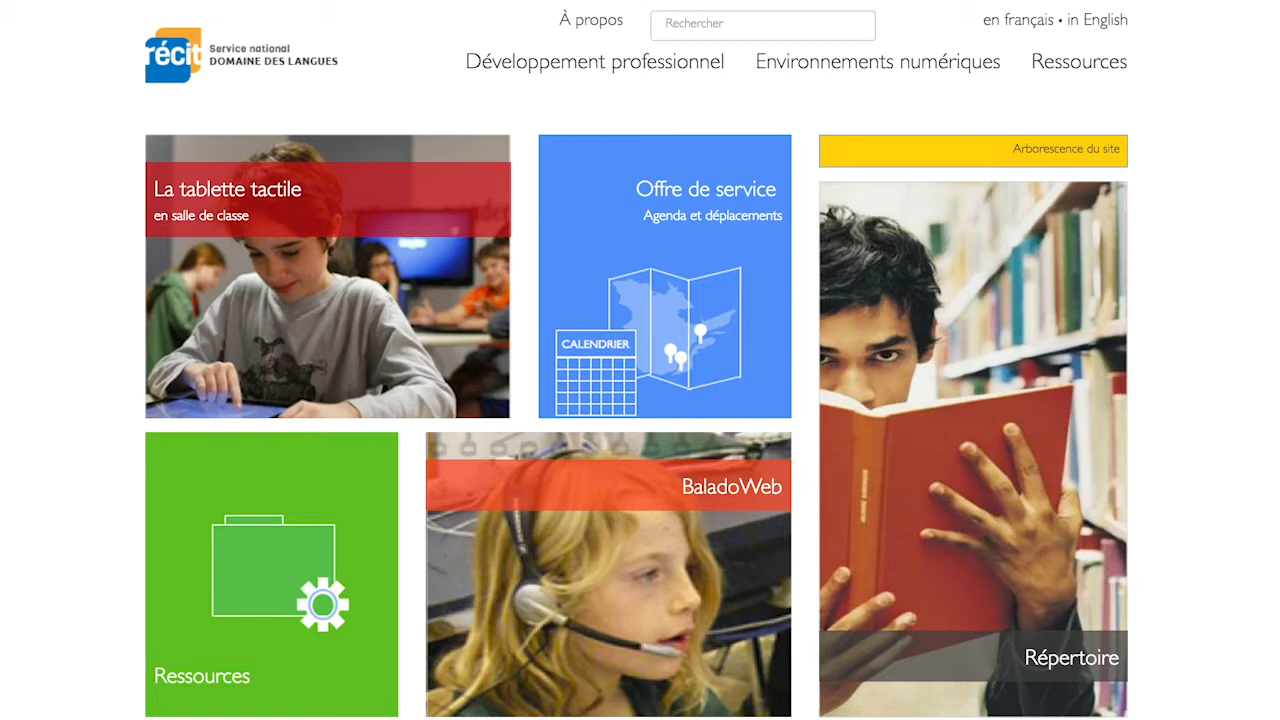 À propos
Rechercher
en français • in English
récit
Service national
DOMAINE DES LANGUES
Développement professionnel
Environnements numériques
Ressources
La tablette tactile
en salle de classe
Offre de service
Agenda et déplacements
CALENDRIER
Arborescence du site
Ressources
BaladoWeb
Répertoire